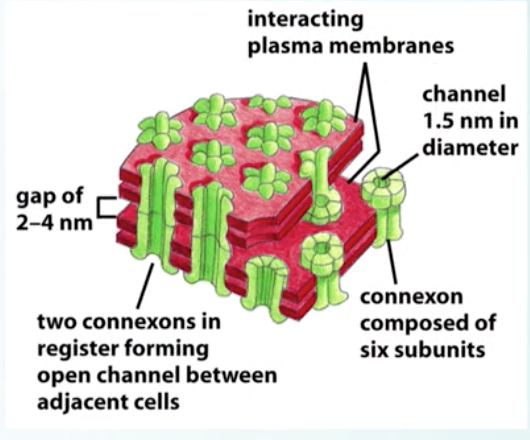 interacting
plasma membranes
channel
1.5 nm in
diameter
gap of
2–4 nm
connexon
composed of
six subunits
two connexons in
register forming
open channel between
adjacent cells